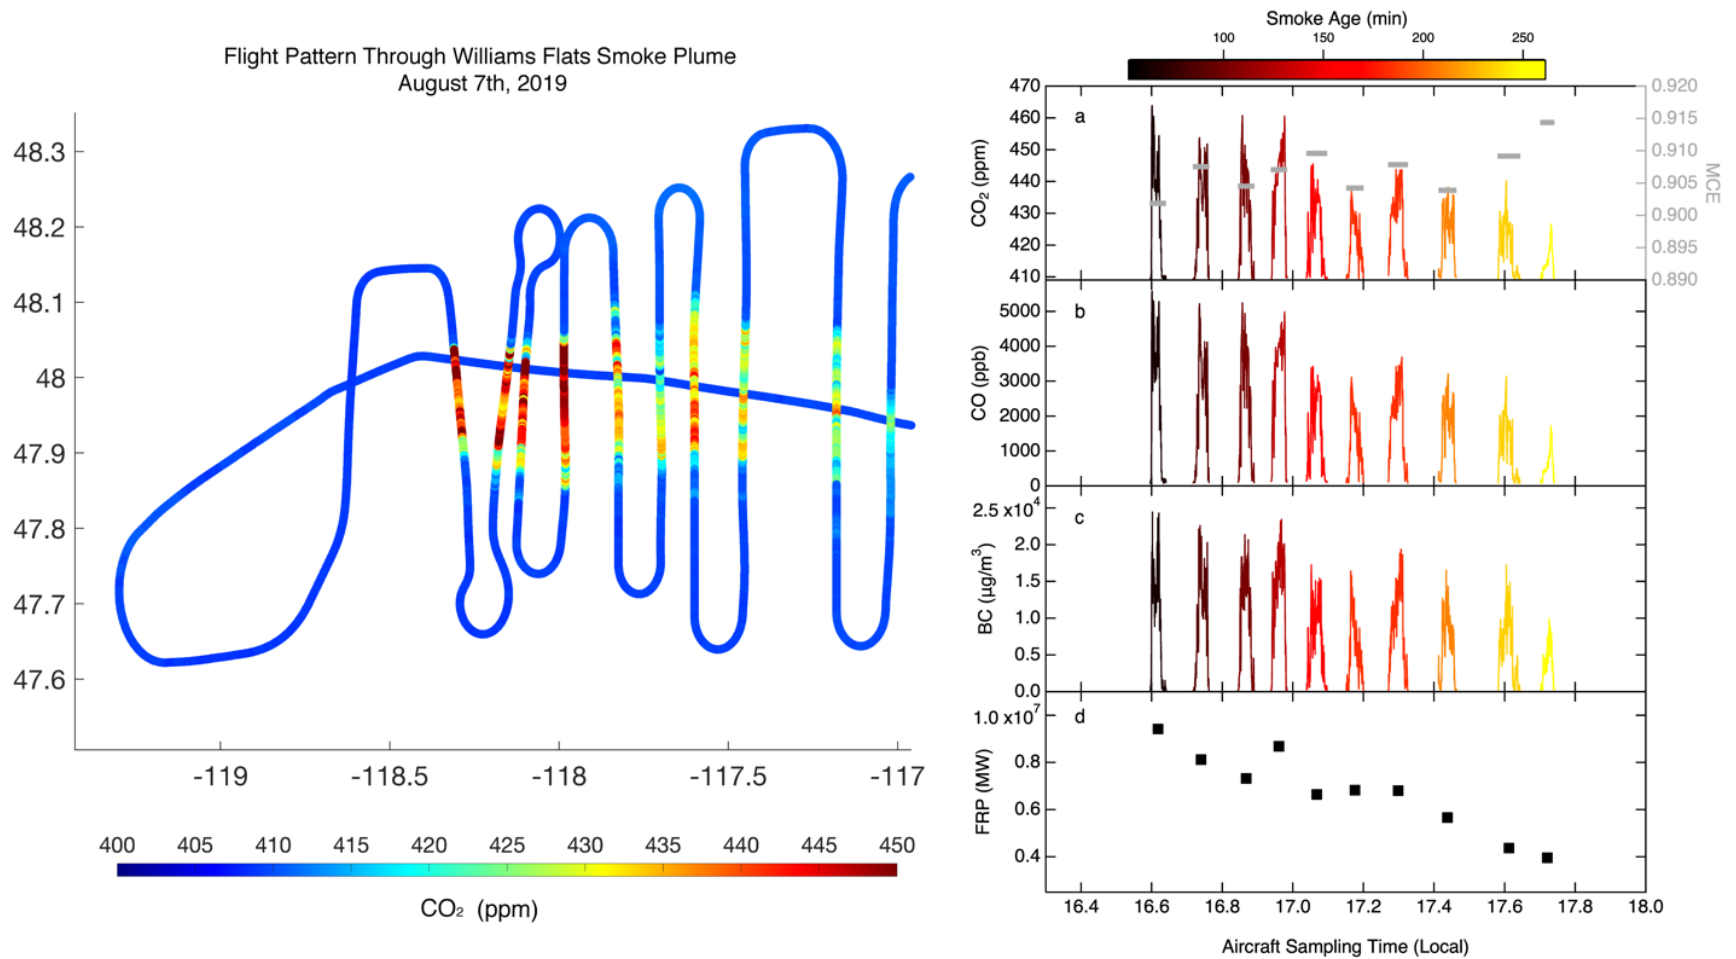 Flight Pattern Through Williams Flats Smoke Plume
August 7th, 2019
48.3
48.2
48.1
48
47.9
47.8
47.7
47.6
-119
-118.5
-118
-117.5
-117
400 405 410 415 420 425 430 435 440 445 450
CO₂ (ppm)
Smoke Age (min)
100 150 200 250
a
470
460
450
440
430
420
410
CO₂ (ppm)
0.920
0.915
0.910
0.905
0.900
0.895
0.890
MCE
b
5000
4000
3000
2000
1000
0
CO (ppb)
c
2.5 x10⁴
2.0
1.5
1.0
0.5
0.0
BC (µg/m³)
d
1.0 x10⁷
0.8
0.6
0.4
FRP (MW)
16.4 16.6 16.8 17.0 17.2 17.4 17.6 17.8 18.0
Aircraft Sampling Time (Local)